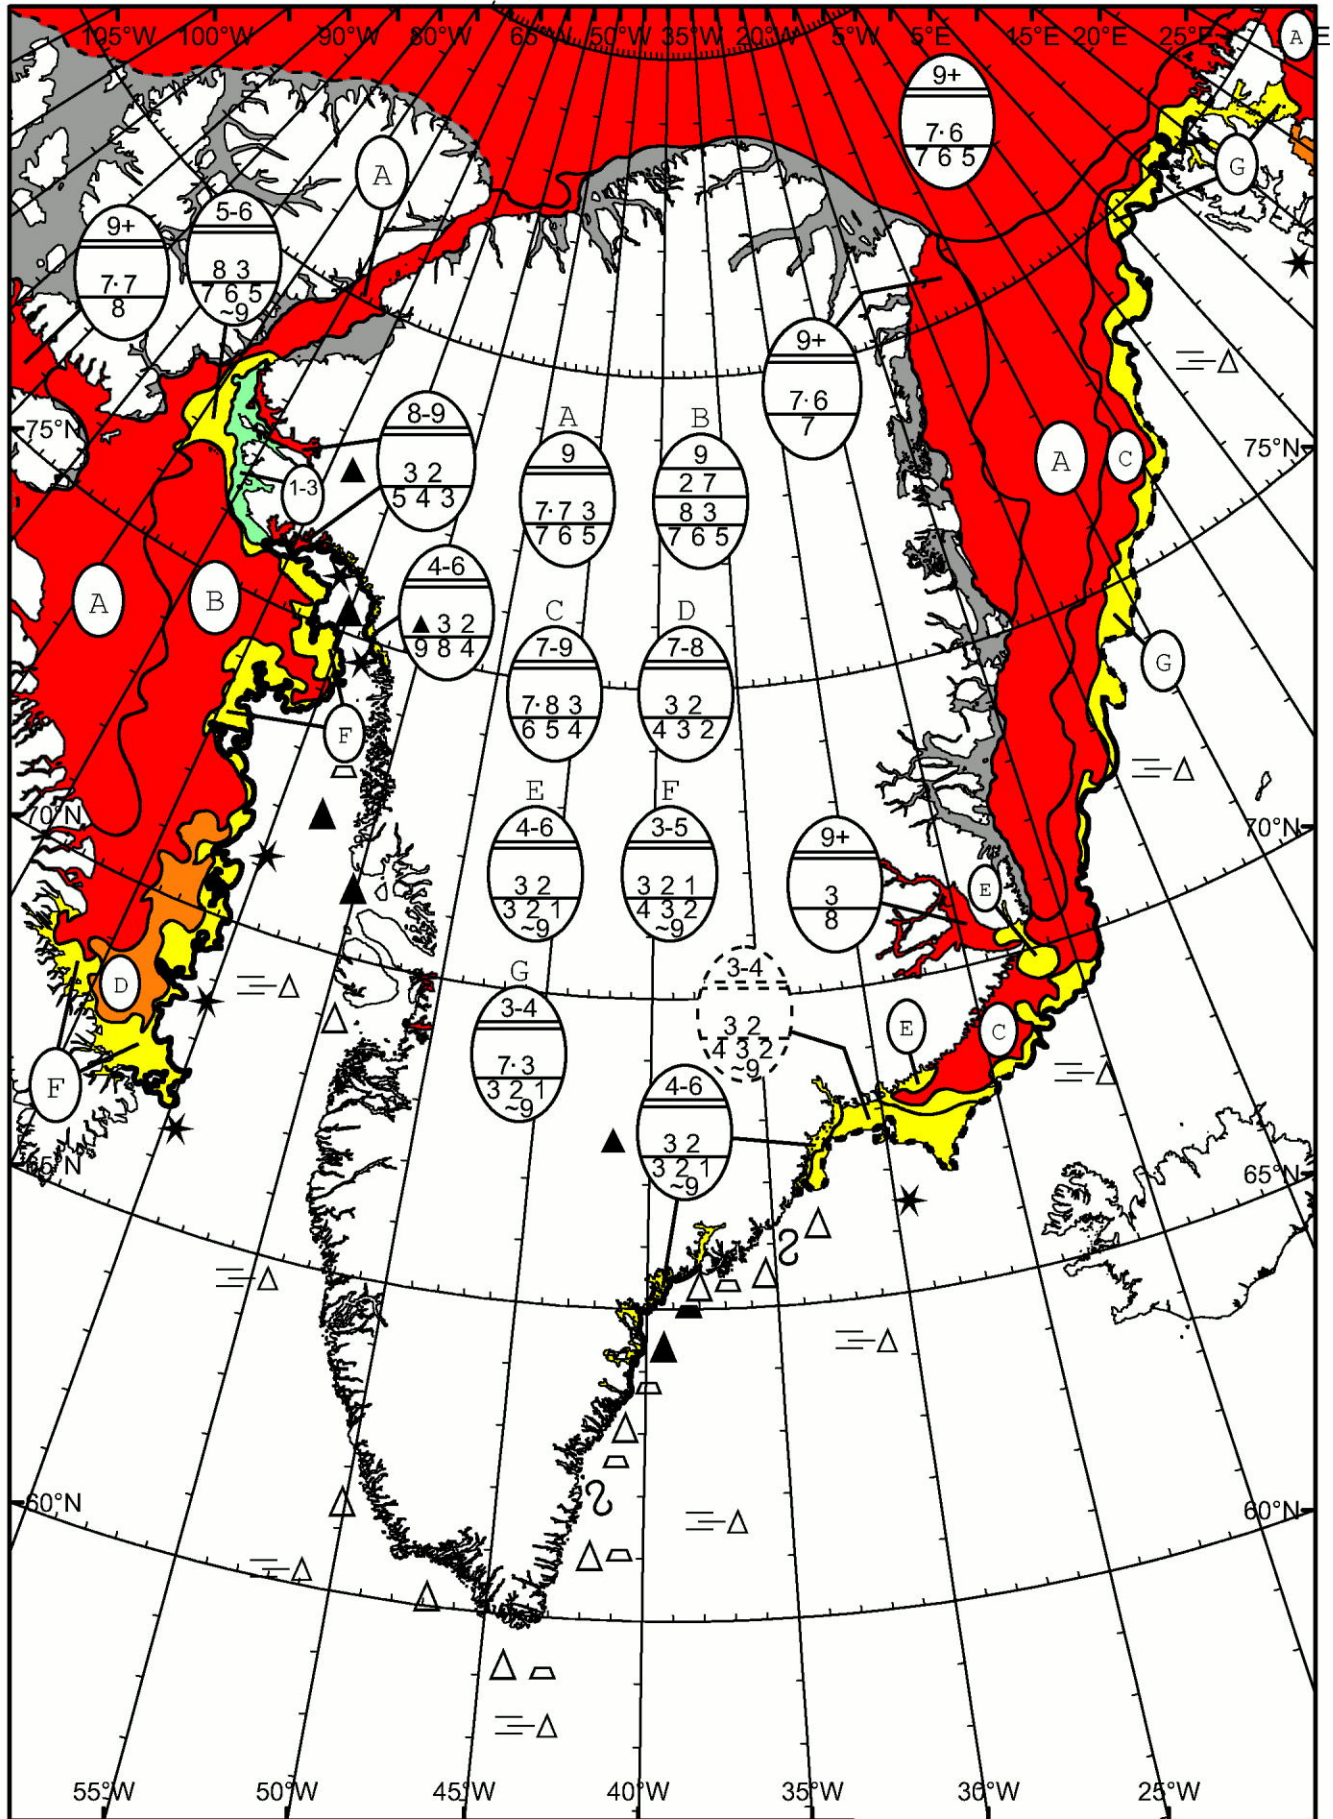 105°W 100°W 90°W 80°W 65°W 50°W 35°W 20°W 5°W 5°E 15°E 20°E 25°E E
A
9+
7· 6
7 6 5
G
A
9+
7· 7
8
5-6
8 3
7 6 5
~9
9+
7· 6
7
75°N
8-9
3 2
5 4 3
1-3
A
9
7· 7 3
7 6 5
B
9
2 7
8 3
7 6 5
A
C
75°N
A
B
4-6
▲ 3 2
9 8 4
C
7-9
7· 8 3
6 5 4
D
7-8
3 2
4 3 2
G
F
70°N
E
4-6
3 2
3 2 1
~9
F
3-5
3 2 1
4 3 2
~9
9+
3
8
E
70°N
D
G
3-4
7· 3
3 2 1
~9
3-4
3 2
4 3 2
~9
E
C
F
4-6
3 2
3 2 1
~9
65°N
65°N
60°N
60°N
55°W 50°W 45°W 40°W 35°W 30°W 25°W